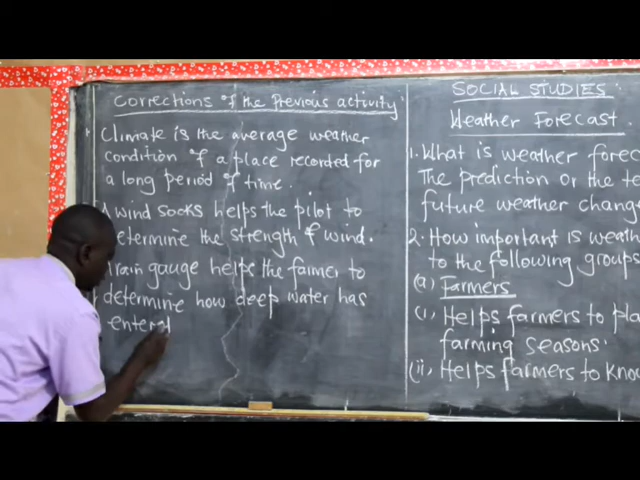 Corrections of the Previous activity
Climate is the average weather
condition of a place recorded for
a long period of time.
A wind socks helps the pilot to
determine the strength of wind.
rain gauge helps the farmer to
determine how deep water has
entered
SOCIAL STUDIES
Weather Forecast.
1. What is weather forec
The prediction or the te
future weather chang
2. How important is weath
to the following groups
(a) Farmers
(i) Helps farmers to pla
farming seasons.
(ii) Helps farmers to know